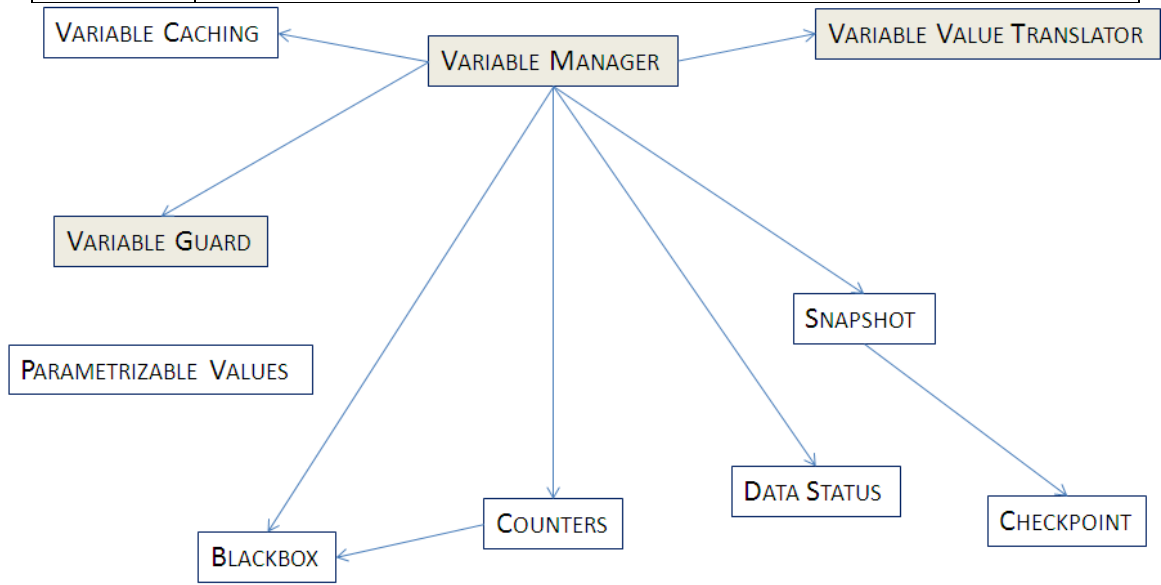 VARIABLE CACHING
VARIABLE MANAGER
VARIABLE VALUE TRANSLATOR
VARIABLE GUARD
SNAPSHOT
PARAMETRIZABLE VALUES
DATA STATUS
COUNTERS
CHECKPOINT
BLACKBOX